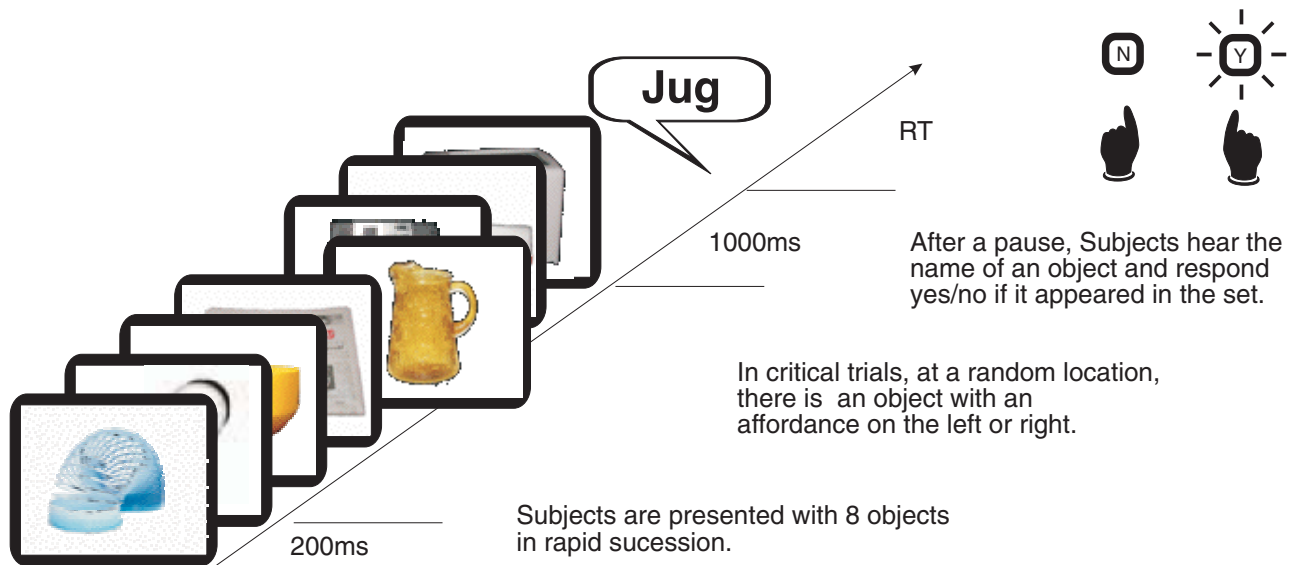 Jug
N
Y
RT
1000ms
After a pause, Subjects hear the
name of an object and respond
yes/no if it appeared in the set.
In critical trials, at a random location,
there is  an object with an
affordance on the left or right.
Subjects are presented with 8 objects
in rapid sucession.
200ms